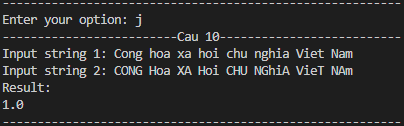 --------------------------------------------------------
Enter your option: j
-------------------------Cau 10-------------------------
Input string 1: Cong hoa xa hoi chu nghia Viet Nam
Input string 2: CONG Hoa XA Hoi CHU NGhiA VieT NAm
Result:
1.0
--------------------------------------------------------